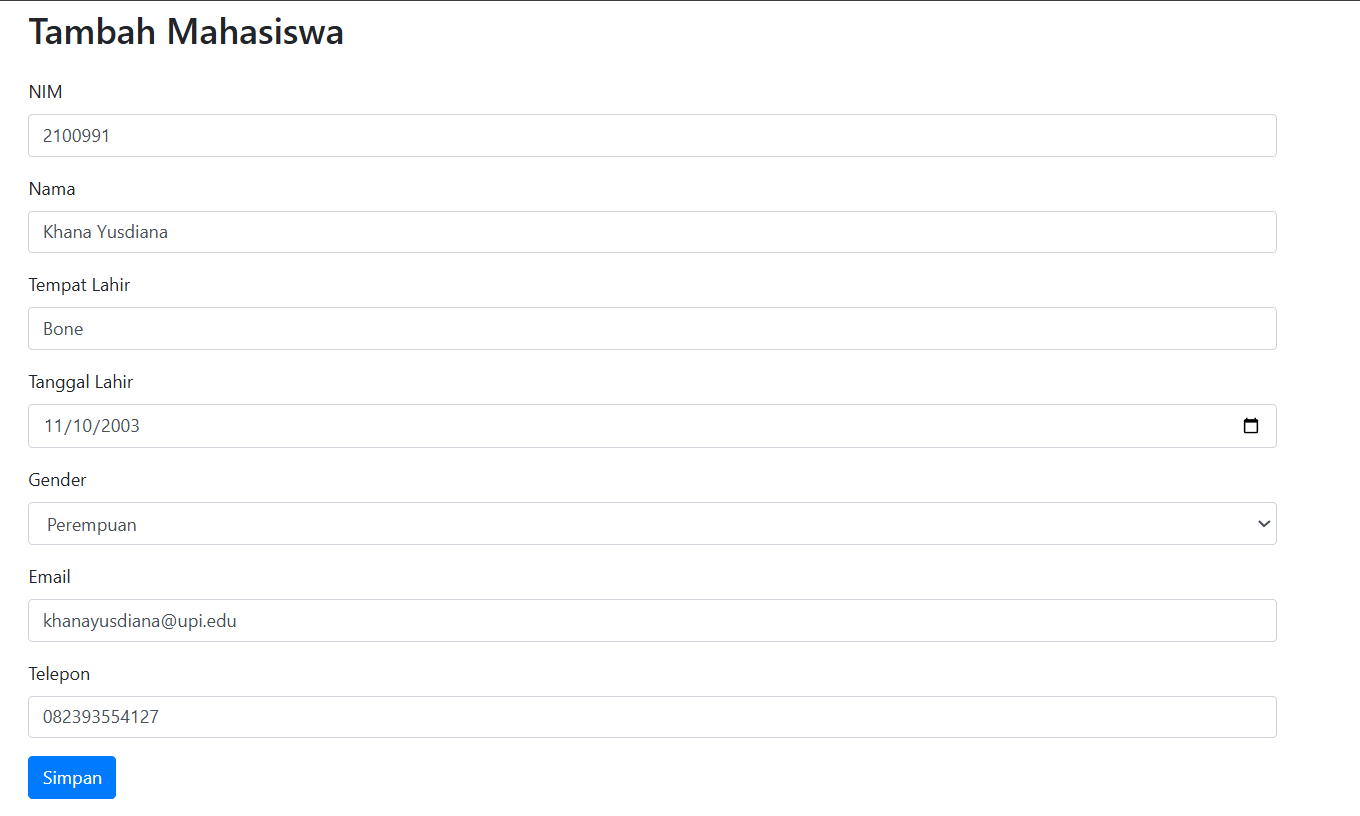 Tambah Mahasiswa
NIM
2100991
Nama
Khana Yusdiana
Tempat Lahir
Bone
Tanggal Lahir
11/10/2003
Gender
Perempuan
Email
khanayusdiana@upi.edu
Telepon
082393554127
Simpan